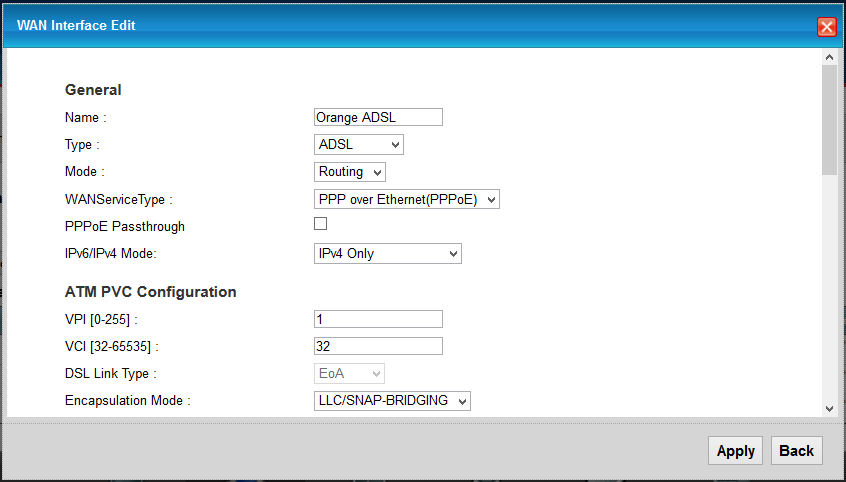 WAN Interface Edit
General
Name : Orange ADSL
Type : ADSL
Mode : Routing
WANServiceType : PPP over Ethernet(PPPoE)
PPPoE Passthrough
IPv6/IPv4 Mode: IPv4 Only
ATM PVC Configuration
VPI [0-255] : 1
VCI [32-65535] : 32
DSL Link Type : EoA
Encapsulation Mode : LLC/SNAP-BRIDGING
Apply Back